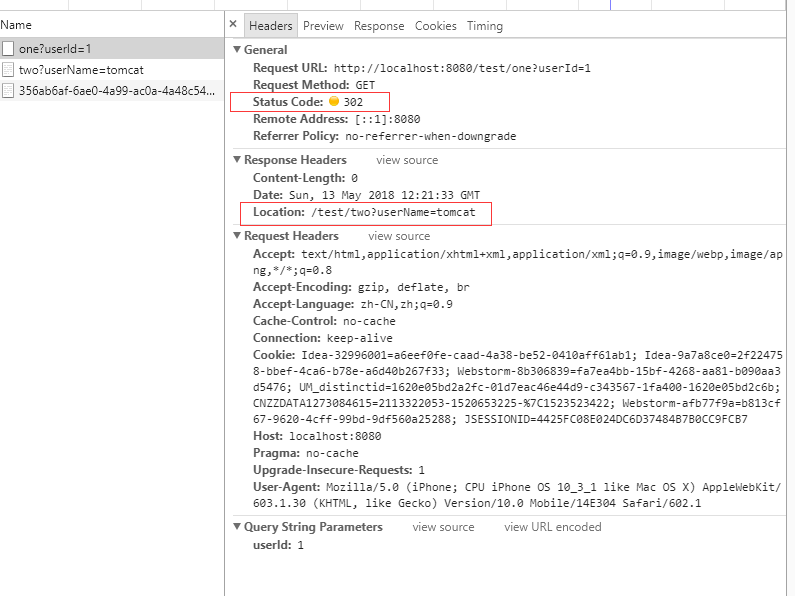 Name
one?userId=1
two?userName=tomcat
356ab6af-6ae0-4a99-ac0a-4a48c54...
× Headers Preview Response Cookies Timing
▼ General
Request URL: http://localhost:8080/test/one?userId=1
Request Method: GET
Status Code: 302
Remote Address: [::1]:8080
Referrer Policy: no-referrer-when-downgrade
▼ Response Headers view source
Content-Length: 0
Date: Sun, 13 May 2018 12:21:33 GMT
Location: /test/two?userName=tomcat
▼ Request Headers view source
Accept: text/html,application/xhtml+xml,application/xml;q=0.9,image/webp,image/ap
ng,*/*;q=0.8
Accept-Encoding: gzip, deflate, br
Accept-Language: zh-CN,zh;q=0.9
Cache-Control: no-cache
Connection: keep-alive
Cookie: Idea-32996001=a6eef0fe-caad-4a38-be52-0410aff61ab1; Idea-9a7a8ce0=2f22475
8-bbef-4ca6-b78e-a6d40b267f33; Webstorm-8b306839=fa7ea4bb-15bf-4268-aa81-b090aa3
d5476; UM_distinctid=1620e05bd2a2fc-01d7eac46e44d9-c343567-1fa400-1620e05bd2c6b;
CNZZDATA1273084615=2113322053-1520653225-%7C1523523422; Webstorm-afb77f9a=b813cf
67-9620-4cff-99bd-9df560a25288; JSESSIONID=4425FC08E024DC6D37484B7B0CC9FCB7
Host: localhost:8080
Pragma: no-cache
Upgrade-Insecure-Requests: 1
User-Agent: Mozilla/5.0 (iPhone; CPU iPhone OS 10_3_1 like Mac OS X) AppleWebKit/
603.1.30 (KHTML, like Gecko) Version/10.0 Mobile/14E304 Safari/602.1
▼ Query String Parameters view source view URL encoded
userId: 1